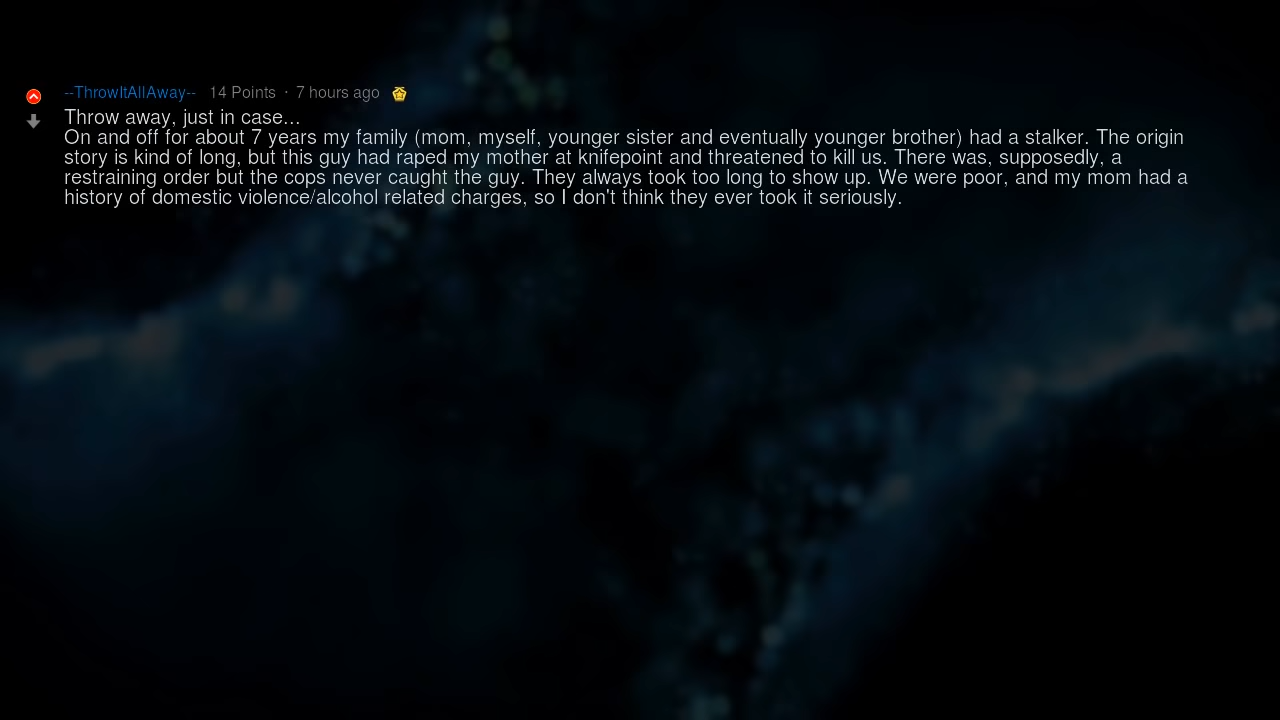 --ThrowItAllAway-- 14 Points · 7 hours ago
Throw away, just in case...
On and off for about 7 years my family (mom, myself, younger sister and eventually younger brother) had a stalker. The origin
story is kind of long, but this guy had raped my mother at knifepoint and threatened to kill us. There was, supposedly, a
restraining order but the cops never caught the guy. They always took too long to show up. We were poor, and my mom had a
history of domestic violence/alcohol related charges, so I don't think they ever took it seriously.